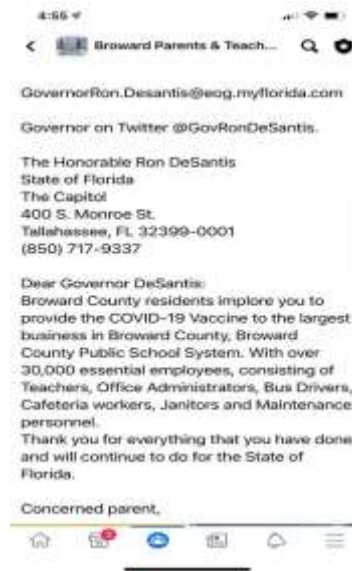 4:55
Broward Parents & Teach...
GovernorRon.Desantis@eog.myflorida.com
Governor on Twitter @GovRonDeSantis.
The Honorable Ron DeSantis
State of Florida
The Capitol
400 S. Monroe St.
Tallahassee, FL 32399-0001
(850) 717-9337
Dear Governor DeSantis:
Broward County residents implore you to
provide the COVID-19 Vaccine to the largest
business in Broward County, Broward
County Public School System. With over
30,000 essential employees, consisting of
Teachers, Office Administrators, Bus Drivers,
Cafeteria workers, Janitors and Maintenance
personnel.
Thank you for everything that you have done
and will continue to do for the State of
Florida.
Concerned parent,